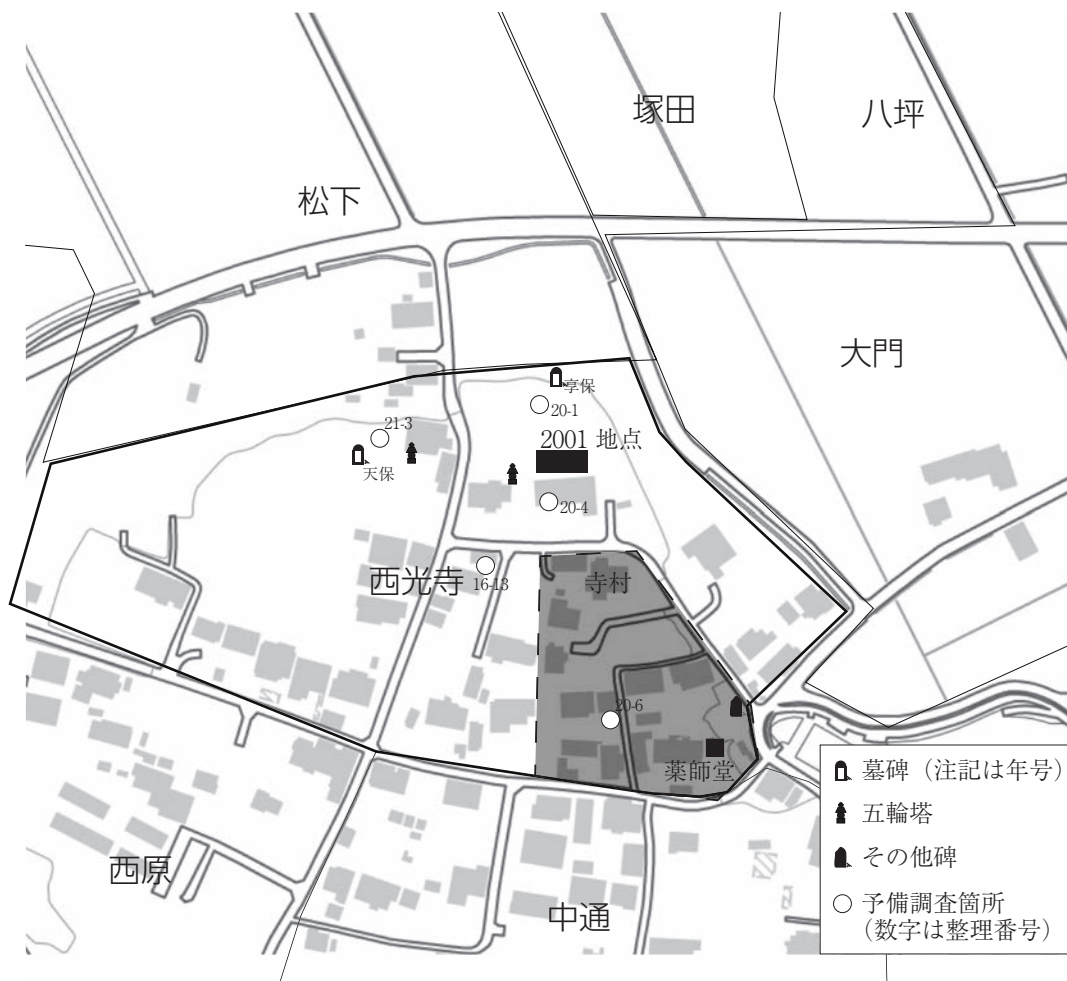 塚田
八坪
松下
大門
享保
20-1
21-3
2001 地点
天保
20-4
西光寺
16-13
寺村
20-6
薬師堂
西原
中通
墓碑（注記は年号）
五輪塔
その他碑
予備調査箇所
（数字は整理番号）